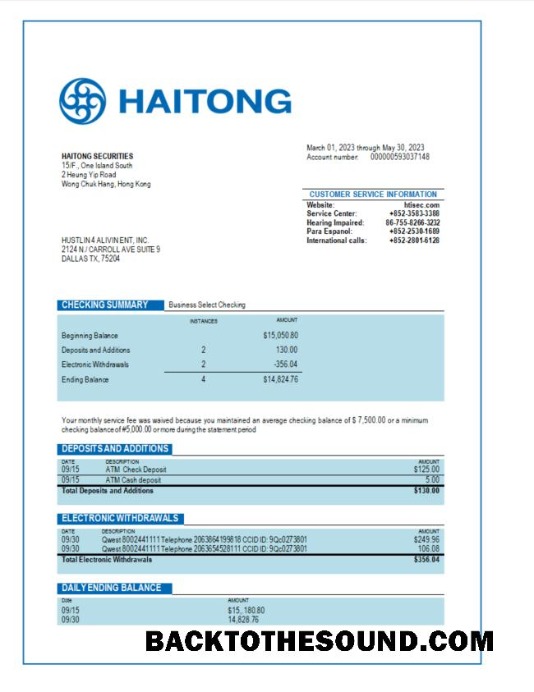 HAITONG
March 01, 2023 through May 30, 2023
Account number: 000000593037148
HAITONG SECURITIES
15/F., One Island South
2 Heung Yip Road
Wong Chuk Hang, Hong Kong
CUSTOMER SERVICE INFORMATION
Website: htisec.com
Service Center: +852-3583-3388
Hearing Impaired: 86-755-8266-3232
Para Espanol: +852-2530-1689
International calls: +852-2801-6128
HUSTLIN 4 ALIVIN ENT, INC.
2124 N./ CARROLL AVE SUITE 9
DALLAS TX, 75204
CHECKING SUMMARY Business Select Checking
INSTANCES AMOUNT
Beginning Balance $15,050.80
Deposits and Additions 2 130.00
Electronic Withdrawals 2 -356.04
Ending Balance 4 $14,824.76
Your monthly service fee was waived because you maintained an average checking balance of $ 7,500.00 or a minimum
checking balance of #5,000.00 or more during the statement period
DEPOSITS AND ADDITIONS
DATE DESCRIPTION AMOUNT
09/15 ATM Check Deposit $125.00
09/15 ATM Cash deposit 5.00
Total Deposits and Additions $130.00
ELECTRONIC WITHDRAWALS
DATE DESCRIPTION AMOUNT
09/30 Qwest 8002441111 Telephone 2063864199818 CCID ID: 9Qc0273801 $249.96
09/30 Qwest 8002441111 Telephone 2063654528111 CCID ID: 9Qc0273801 106.08
Total Electronic Withdrawals $356.04
DAILY ENDING BALANCE
Date AMOUNT
09/15 $15, 180.80
09/30 14,828.76
BACKTOTHESOUND.COM